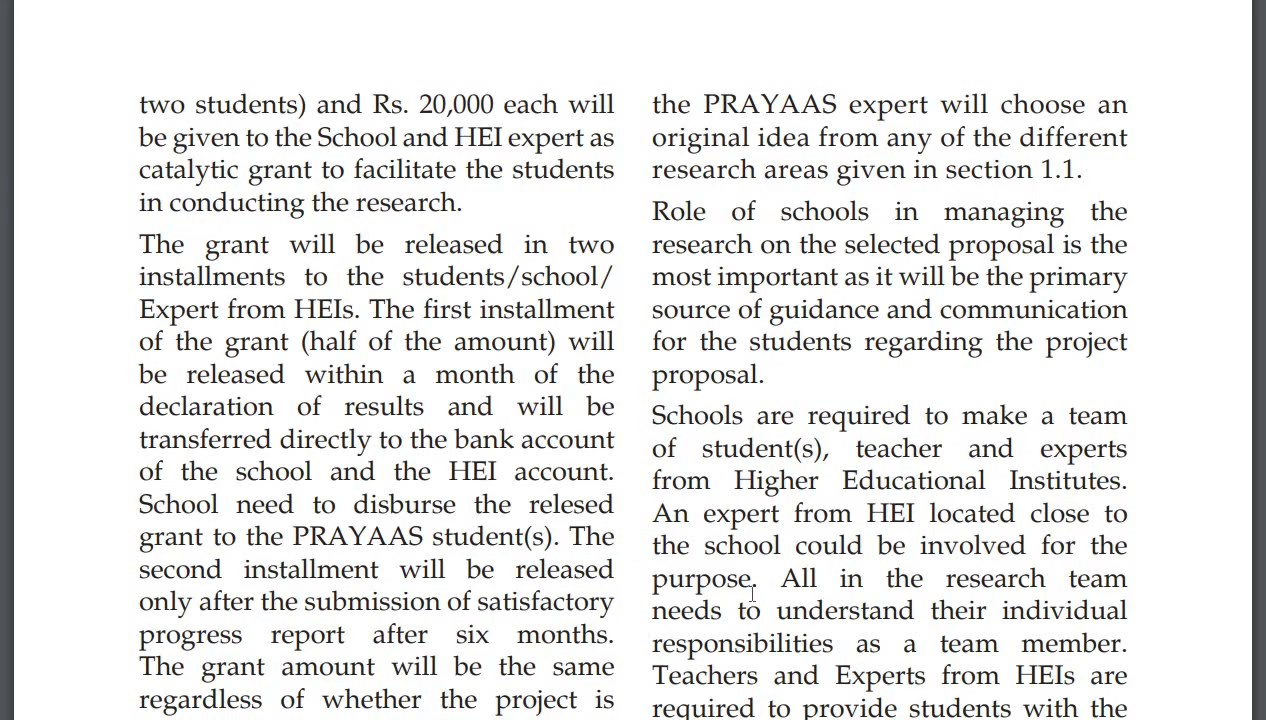 two students) and Rs. 20,000 each will
be given to the School and HEI expert as
catalytic grant to facilitate the students
in conducting the research.
The grant will be released in two
installments to the students/school/
Expert from HEIs. The first installment
of the grant (half of the amount) will
be released within a month of the
declaration of results and will be
transferred directly to the bank account
of the school and the HEI account.
School need to disburse the relesed
grant to the PRAYAAS student(s). The
second installment will be released
only after the submission of satisfactory
progress report after six months.
The grant amount will be the same
regardless of whether the project is
the PRAYAAS expert will choose an
original idea from any of the different
research areas given in section 1.1.
Role of schools in managing the
research on the selected proposal is the
most important as it will be the primary
source of guidance and communication
for the students regarding the project
proposal.
Schools are required to make a team
of student(s), teacher and experts
from Higher Educational Institutes.
An expert from HEI located close to
the school could be involved for the
purpose. All in the research team
needs to understand their individual
responsibilities as a team member.
Teachers and Experts from HEIs are
required to provide students with the